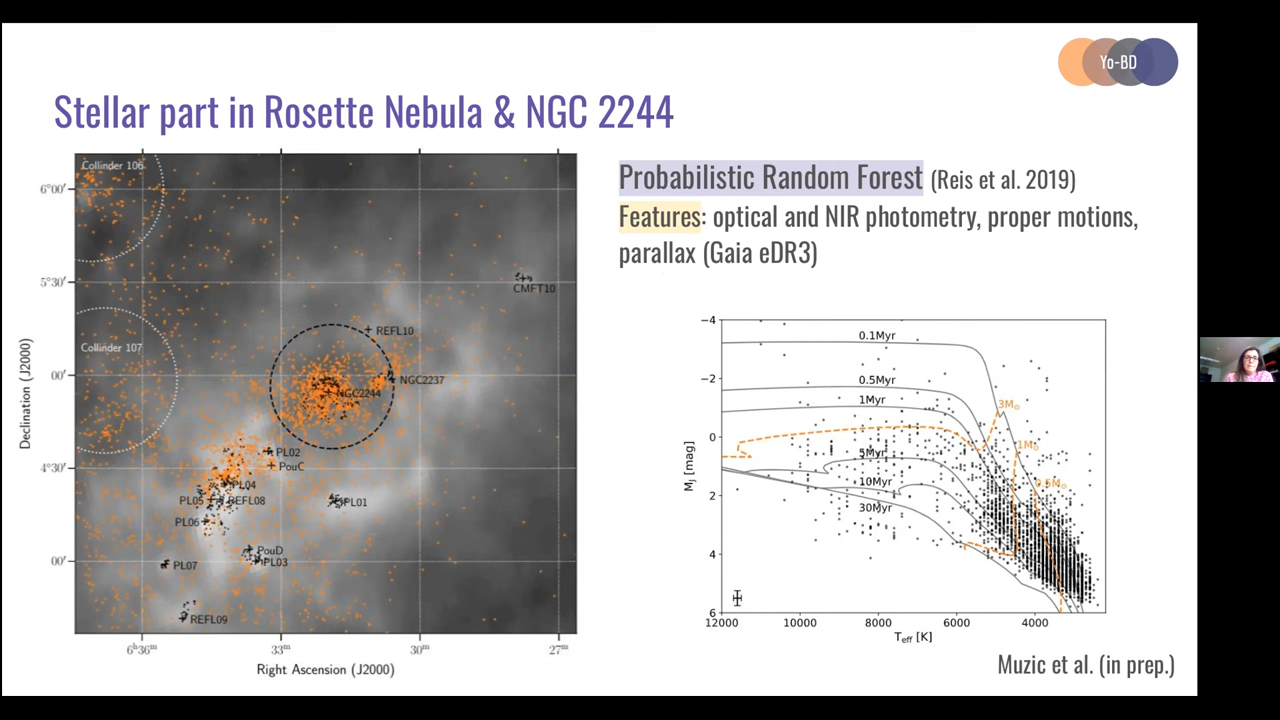 Yo-BD
Stellar part in Rosette Nebula & NGC 2244
Collinder 106
Collinder 107
CMFT10
REFL10
NGC2237
NGC2244
PL02
PouC
PL04
PL05
REFL08
PL01
PL06
PouD
PL03
PL07
REFL09
6°00′
5°30′
00′
4°30′
00′
Declination (J2000)
6ʰ36ᵐ
33ᵐ
30ᵐ
27ᵐ
Right Ascension (J2000)
Probabilistic Random Forest (Reis et al. 2019)
Features: optical and NIR photometry, proper motions,
parallax (Gaia eDR3)
−4
−2
0
2
4
6
MJ [mag]
0.1Myr
0.5Myr
1Myr
5Myr
10Myr
30Myr
3M⊙
1M⊙
0.5M⊙
12000
10000
8000
6000
4000
Teff [K]
Muzic et al. (in prep.)